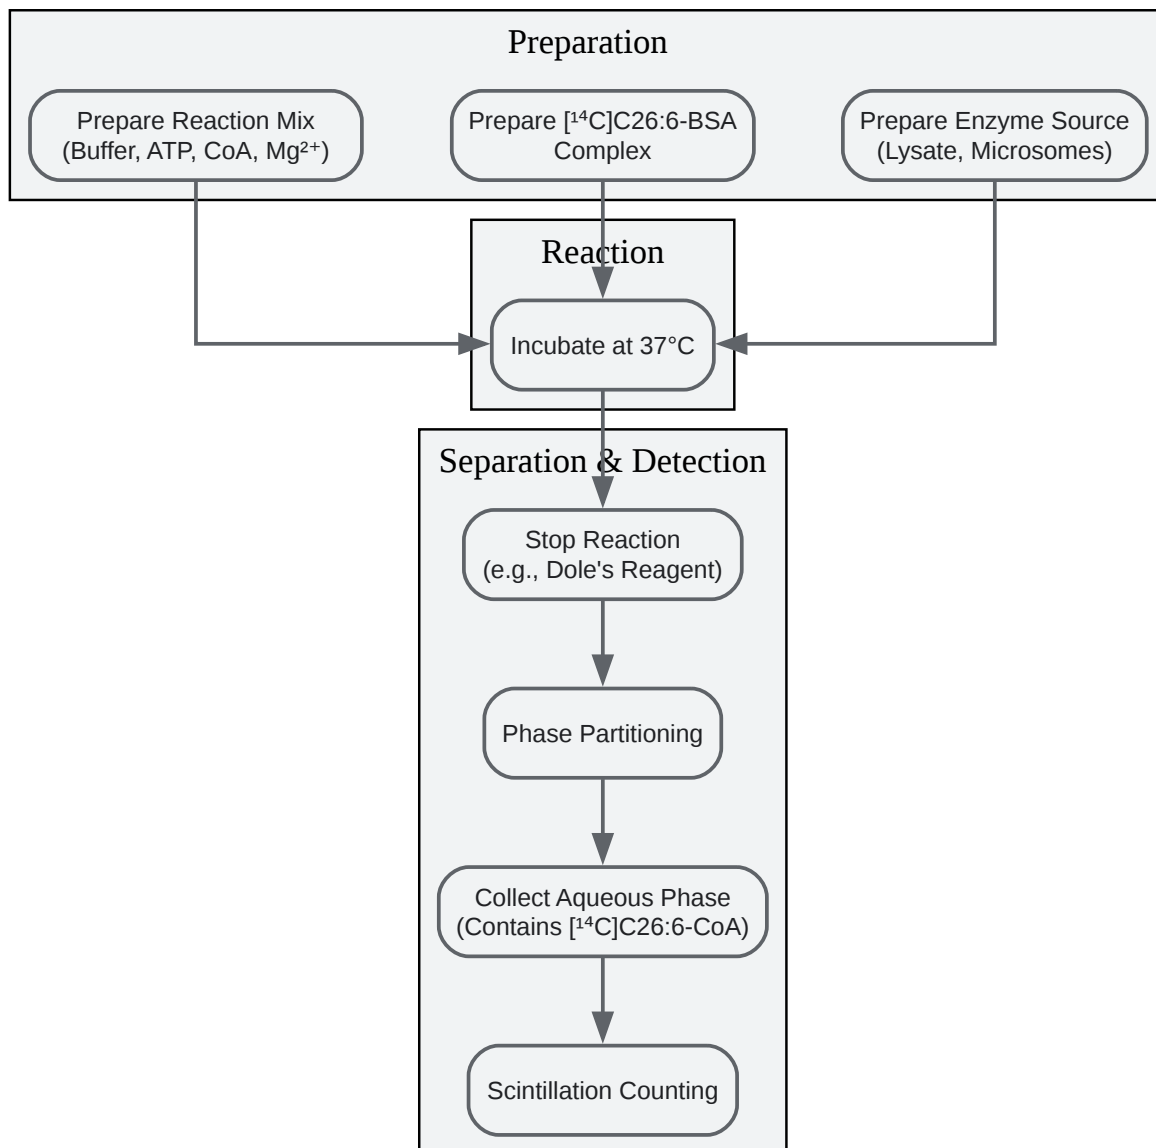 Preparation
Prepare Reaction Mix
(Buffer, ATP, CoA, Mg²⁺)
Prepare [¹⁴C]C26:6-BSA
Complex
Prepare Enzyme Source
(Lysate, Microsomes)
Reaction
Incubate at 37°C
Separation & Detection
Stop Reaction
(e.g., Dole's Reagent)
Phase Partitioning
Collect Aqueous Phase
(Contains [¹⁴C]C26:6-CoA)
Scintillation Counting